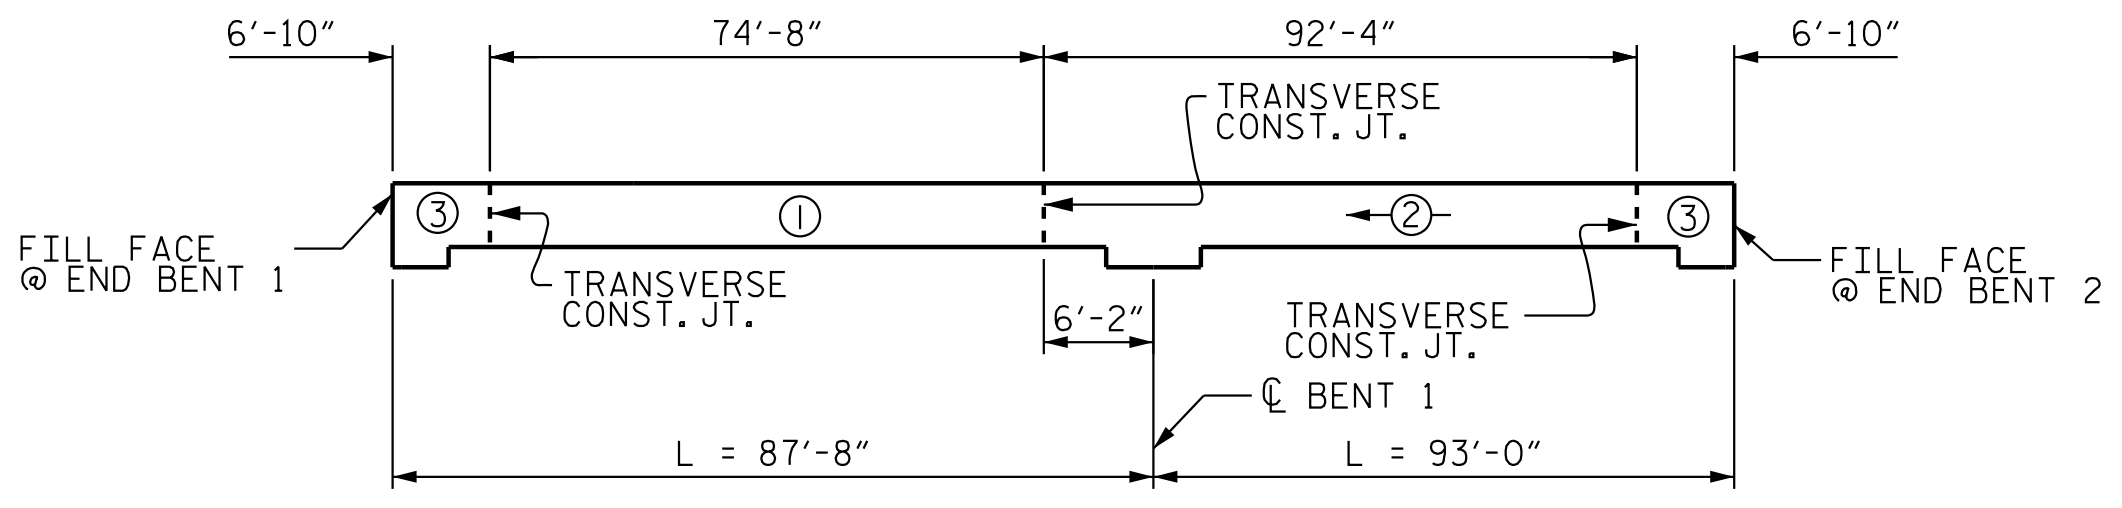 6'-10" 74'-8" 92'-4" 6'-10"
TRANSVERSE
CONST. JT.
3 1 2 3
FILL FACE
@ END BENT 1
TRANSVERSE
CONST. JT.
6'-2"
TRANSVERSE
CONST. JT.
FILL FACE
@ END BENT 2
℄ BENT 1
L = 87'-8" L = 93'-0"